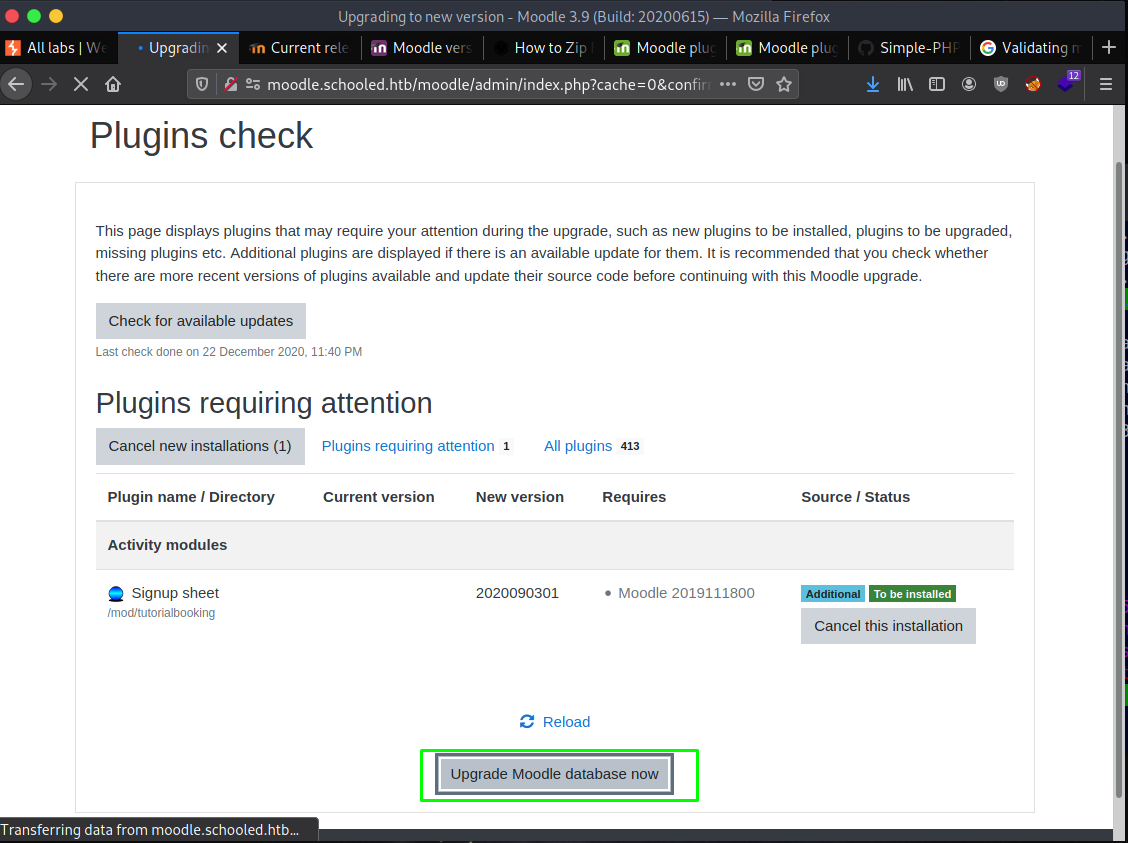 Upgrading to new version - Moodle 3.9 (Build: 20200615) — Mozilla Firefox
All labs | We
Upgradin
Current rele
Moodle vers
How to Zip
Moodle plug
Moodle plug
Simple-PHP
Validating m
moodle.schooled.htb/moodle/admin/index.php?cache=0&confir
12
Plugins check
This page displays plugins that may require your attention during the upgrade, such as new plugins to be installed, plugins to be upgraded,
missing plugins etc. Additional plugins are displayed if there is an available update for them. It is recommended that you check whether
there are more recent versions of plugins available and update their source code before continuing with this Moodle upgrade.
Check for available updates
Last check done on 22 December 2020, 11:40 PM
Plugins requiring attention
Cancel new installations (1) Plugins requiring attention 1 All plugins 413
Plugin name / Directory Current version New version Requires Source / Status
Activity modules
Signup sheet 2020090301 • Moodle 2019111800 Additional To be installed
/mod/tutorialbooking
Cancel this installation
Reload
Upgrade Moodle database now
Transferring data from moodle.schooled.htb...